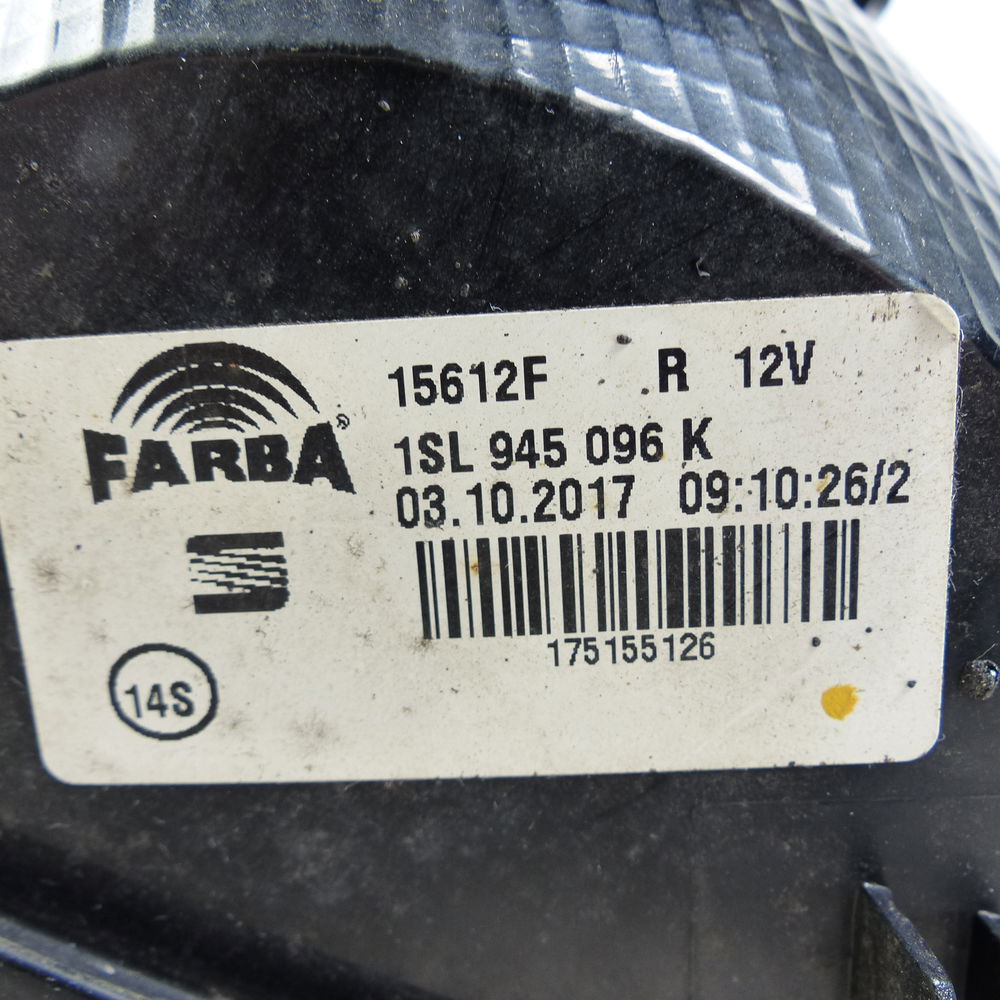 FARBA®
15612F R 12V
1SL 945 096 K
03.10.2017 09:10:26/2
175155126
14S